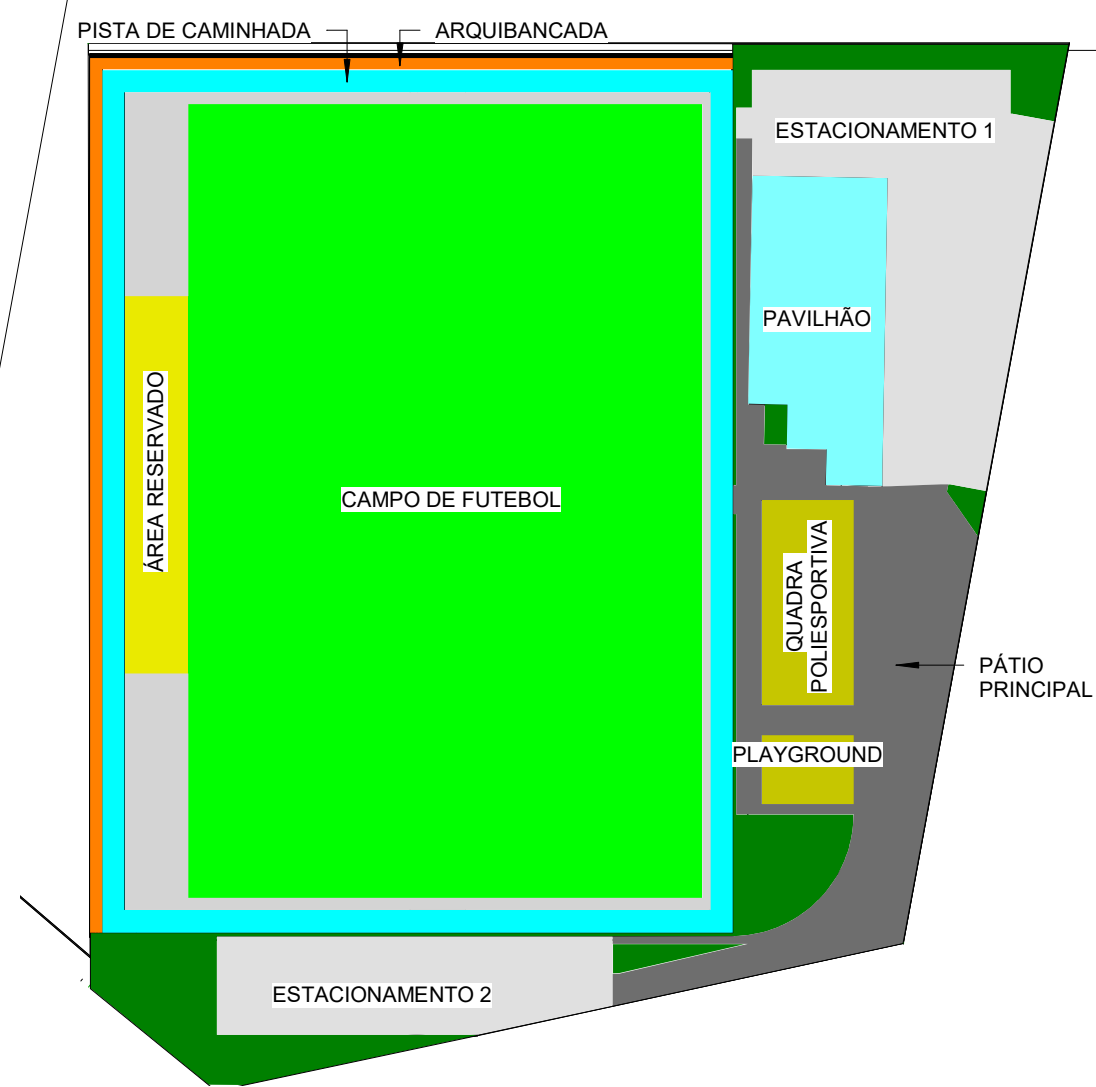 PISTA DE CAMINHADA
ARQUIBANCADA
ESTACIONAMENTO 1
PAVILHÃO
ÁREA RESERVADO
CAMPO DE FUTEBOL
QUADRA
POLIESPORTIVA
PÁTIO
PRINCIPAL
PLAYGROUND
ESTACIONAMENTO 2